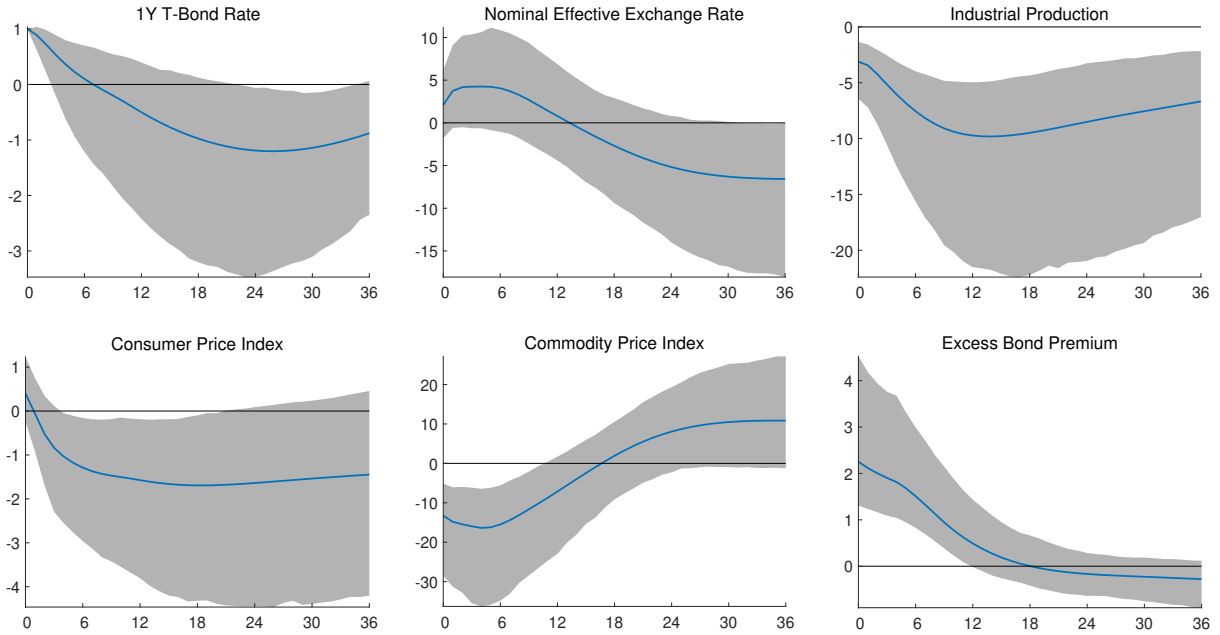 1Y T-Bond Rate
1
0
-1
-2
-3
0 6 12 18 24 30 36
Nominal Effective Exchange Rate
10
5
0
-5
-10
-15
0 6 12 18 24 30 36
Industrial Production
0
-5
-10
-15
-20
0 6 12 18 24 30 36
Consumer Price Index
1
0
-1
-2
-3
-4
0 6 12 18 24 30 36
Commodity Price Index
20
10
0
-10
-20
-30
0 6 12 18 24 30 36
Excess Bond Premium
4
3
2
1
0
0 6 12 18 24 30 36